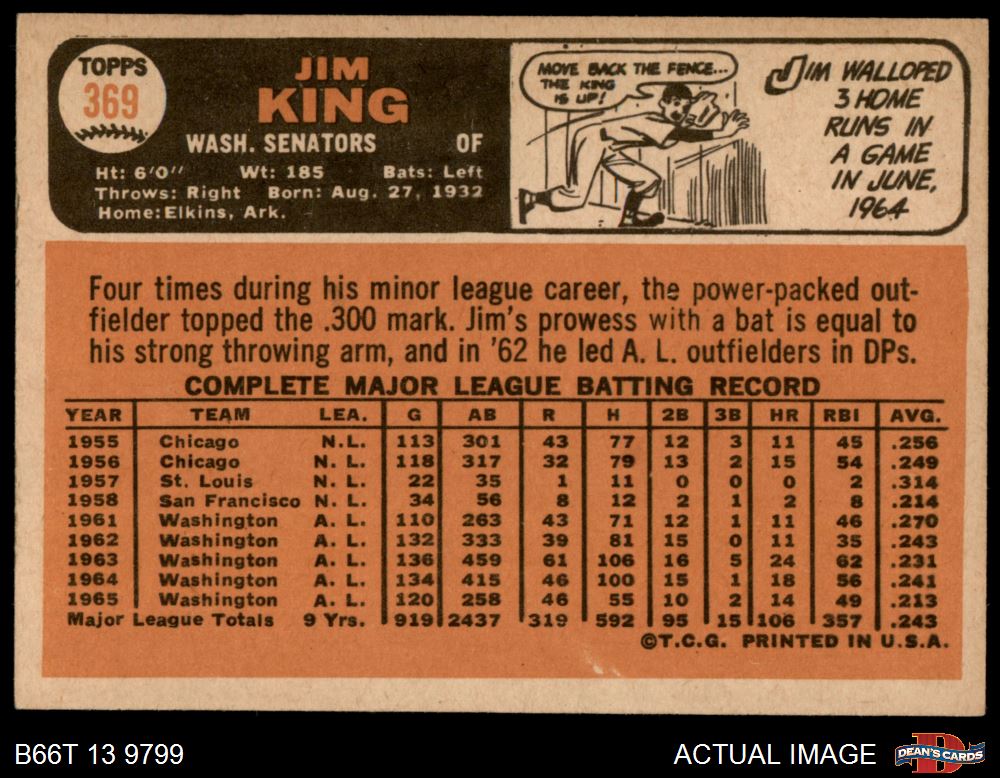 TOPPS
369
JIM
KING
WASH. SENATORS OF
Ht: 6'0" Wt: 185 Bats: Left
Throws: Right Born: Aug. 27, 1932
Home: Elkins, Ark.
MOVE BACK THE FENCE...
THE KING
IS UP!
JIM WALLOPED
3 HOME
RUNS IN
A GAME
IN JUNE,
1964
Four times during his minor league career, the power-packed out-
fielder topped the .300 mark. Jim's prowess with a bat is equal to
his strong throwing arm, and in '62 he led A. L. outfielders in DPs.
COMPLETE MAJOR LEAGUE BATTING RECORD
YEAR TEAM LEA. G AB R H 2B 3B HR RBI AVG.
1955 Chicago N.L. 113 301 43 77 12 3 11 45 .256
1956 Chicago N. L. 118 317 32 79 13 2 15 54 .249
1957 St. Louis N. L. 22 35 1 11 0 0 0 2 .314
1958 San Francisco N. L. 34 56 8 12 2 1 2 8 .214
1961 Washington A. L. 110 263 43 71 12 1 11 46 .270
1962 Washington A. L. 132 333 39 81 15 0 11 35 .243
1963 Washington A. L. 136 459 61 106 16 5 24 62 .231
1964 Washington A. L. 134 415 46 100 15 1 18 56 .241
1965 Washington A. L. 120 258 46 55 10 2 14 49 .213
Major League Totals 9 Yrs. 919 2437 319 592 95 15 106 357 .243
©T.C.G. PRINTED IN U.S.A.
B66T 13 9799
ACTUAL IMAGE
DEAN'S CARDS